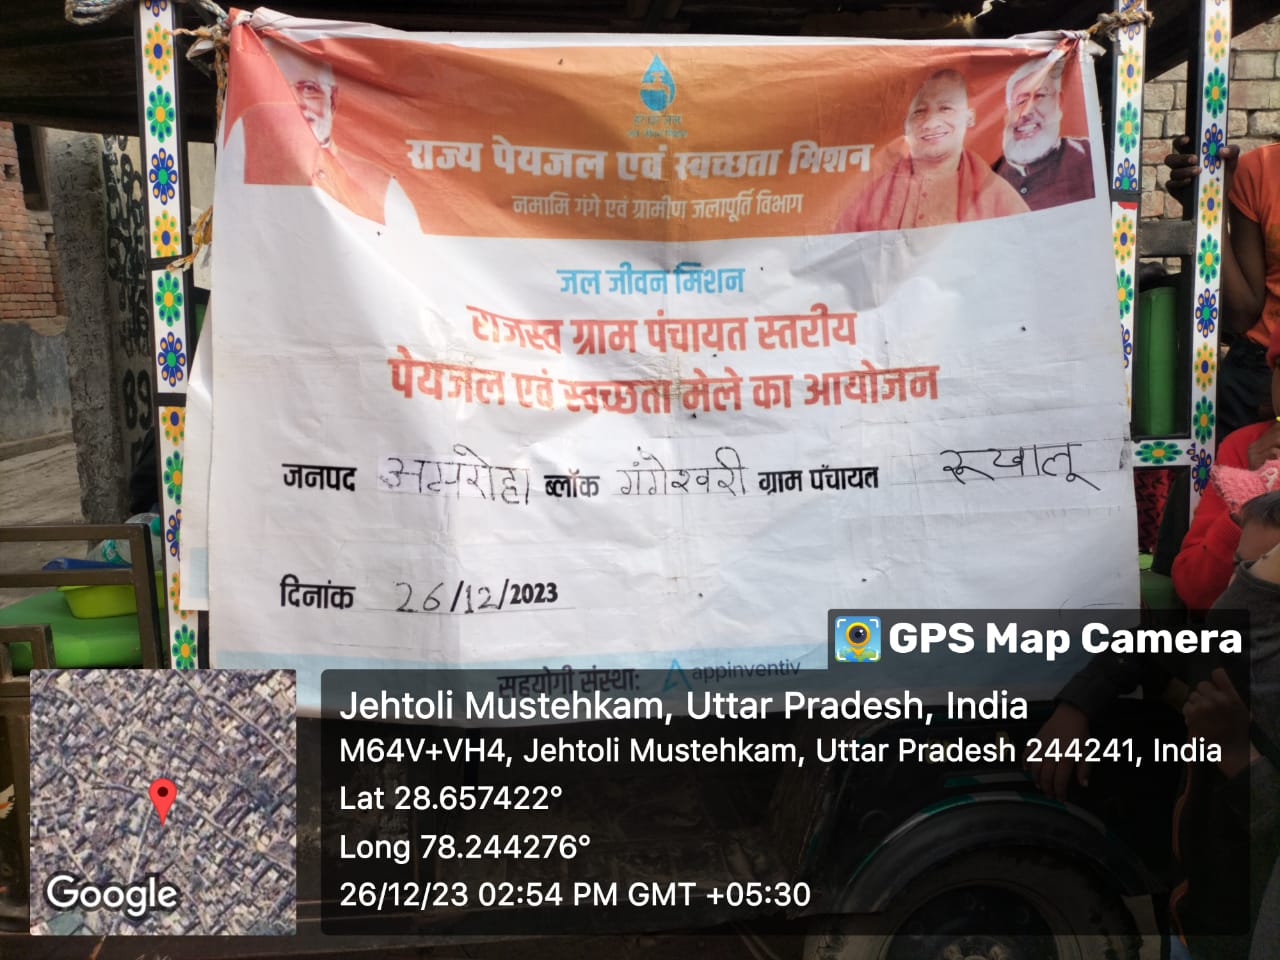 हर घर जल
राज्य पेयजल एवं स्वच्छता मिशन
नमामि गंगे एवं ग्रामीण जलापूर्ति विभाग
जल जीवन मिशन
राजस्व ग्राम पंचायत स्तरीय
पेयजल एवं स्वच्छता मेले का आयोजन
जनपद अमरोहा ब्लॉक गंगेश्वरी ग्राम पंचायत रूखालू
दिनांक 26/12/2023
सहयोगी संस्था: appinventiv
GPS Map Camera
Jehtoli Mustehkam, Uttar Pradesh, India
M64V+VH4, Jehtoli Mustehkam, Uttar Pradesh 244241, India
Lat 28.657422°
Long 78.244276°
26/12/23 02:54 PM GMT +05:30
Google